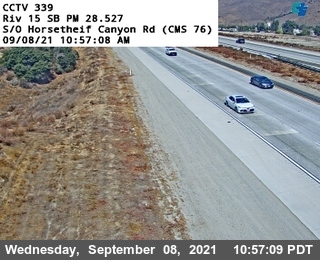 CCTV 339
Riv 15 SB PM 28.527
S/O Horsetheif Canyon Rd (CMS 76)
09/08/21 10:57:08 AM
Wednesday, September 08, 2021 10:57:09 PDT